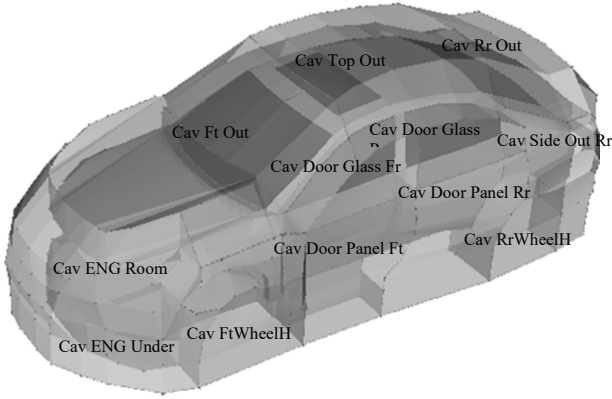 Cav Rr Out
Cav Top Out
Cav Ft Out
Cav Door Glass
Cav Side Out Rr
Cav Door Glass Fr
Cav Door Panel Rr
Cav RrWheelH
Cav Door Panel Ft
Cav ENG Room
Cav FtWheelH
Cav ENG Under